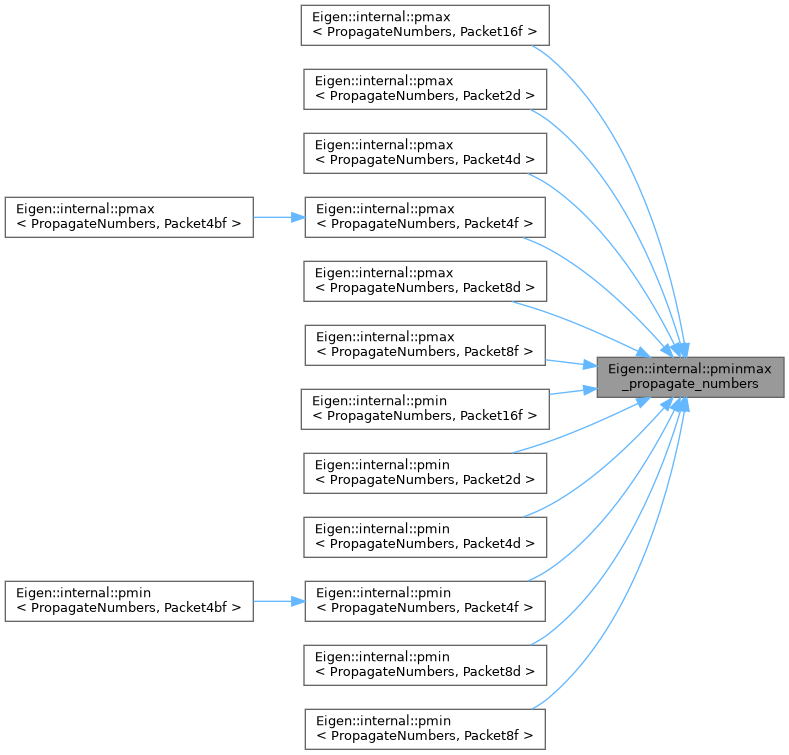 Eigen::internal::pmax
< PropagateNumbers, Packet16f >
Eigen::internal::pmax
< PropagateNumbers, Packet2d >
Eigen::internal::pmax
< PropagateNumbers, Packet4d >
Eigen::internal::pmax
< PropagateNumbers, Packet4bf >
Eigen::internal::pmax
< PropagateNumbers, Packet4f >
Eigen::internal::pmax
< PropagateNumbers, Packet8d >
Eigen::internal::pmax
< PropagateNumbers, Packet8f >
Eigen::internal::pminmax
_propagate_numbers
Eigen::internal::pmin
< PropagateNumbers, Packet16f >
Eigen::internal::pmin
< PropagateNumbers, Packet2d >
Eigen::internal::pmin
< PropagateNumbers, Packet4d >
Eigen::internal::pmin
< PropagateNumbers, Packet4bf >
Eigen::internal::pmin
< PropagateNumbers, Packet4f >
Eigen::internal::pmin
< PropagateNumbers, Packet8d >
Eigen::internal::pmin
< PropagateNumbers, Packet8f >